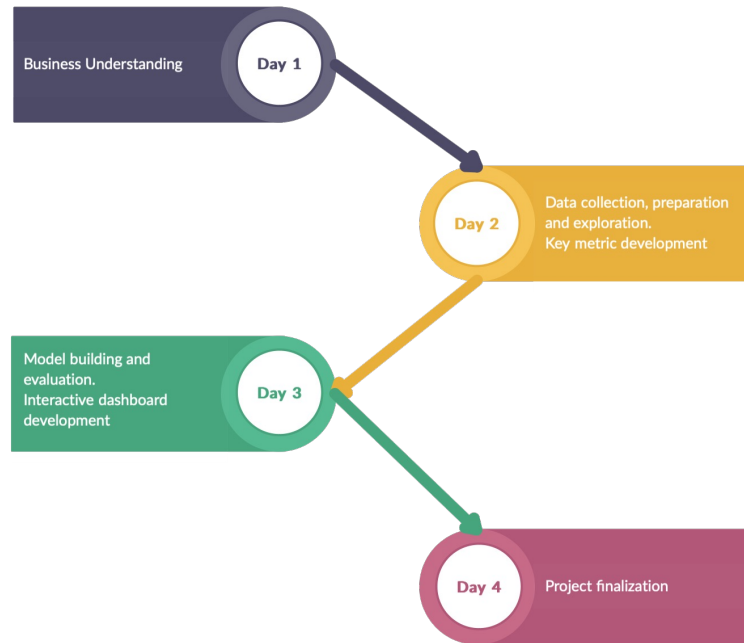 Business Understanding
Day 1
Day 2
Data collection, preparation
and exploration.
Key metric development
Model building and
evaluation.
Interactive dashboard
development
Day 3
Day 4
Project finalization